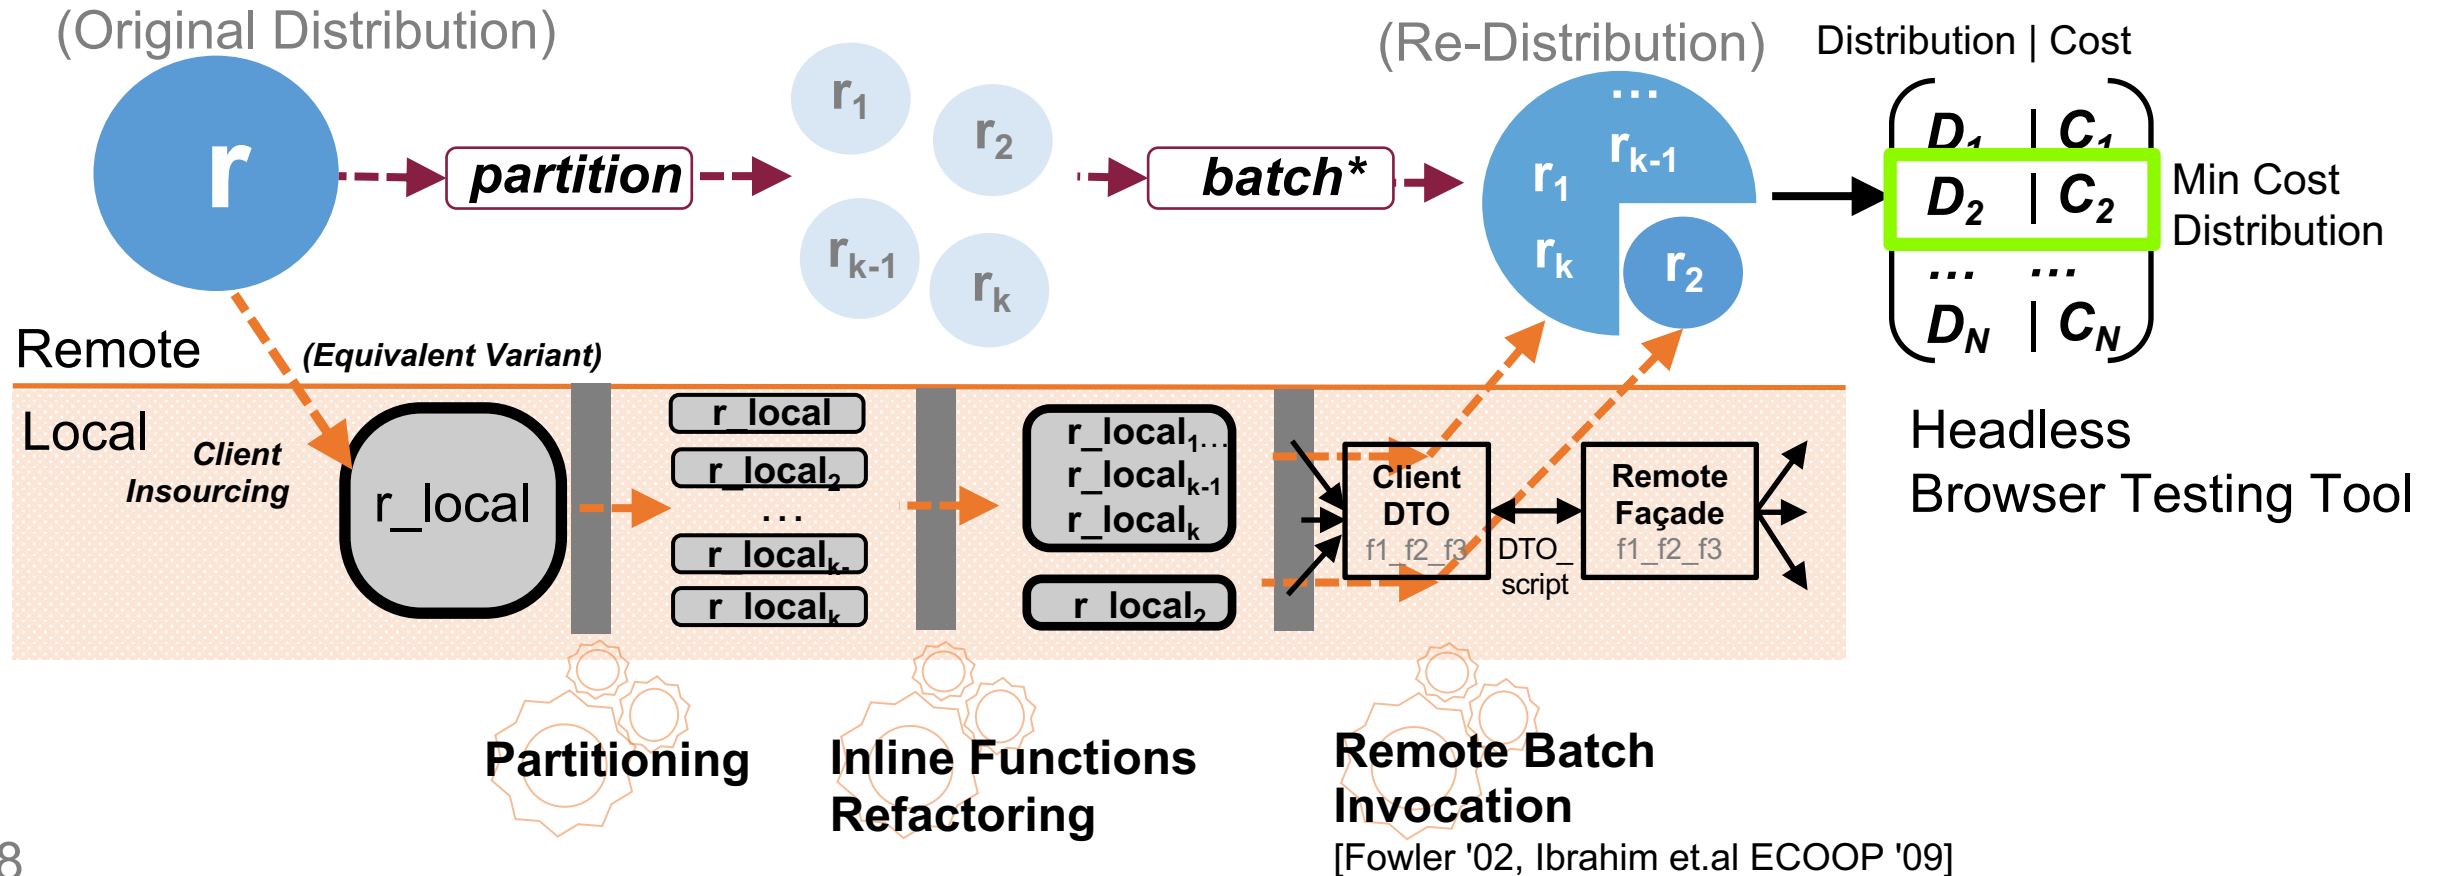 (Original Distribution)
r
partition
r1
r2
rk-1
rk
batch*
(Re-Distribution)
...
rk-1
r1
rk
r2
Distribution | Cost
D1 | C1
D2 | C2
... ...
DN | CN
Min Cost
Distribution
Remote
(Equivalent Variant)
Local
Client
Insourcing
r_local
r_local
r_local2
...
r_localk-
r_localk
r_local1...
r_localk-1
r_localk
r_local2
Client
DTO
f1_f2_f3
DTO_
script
Remote
Façade
f1_f2_f3
Headless
Browser Testing Tool
Partitioning
Inline Functions
Refactoring
Remote Batch
Invocation
[Fowler '02, Ibrahim et.al ECOOP '09]
8